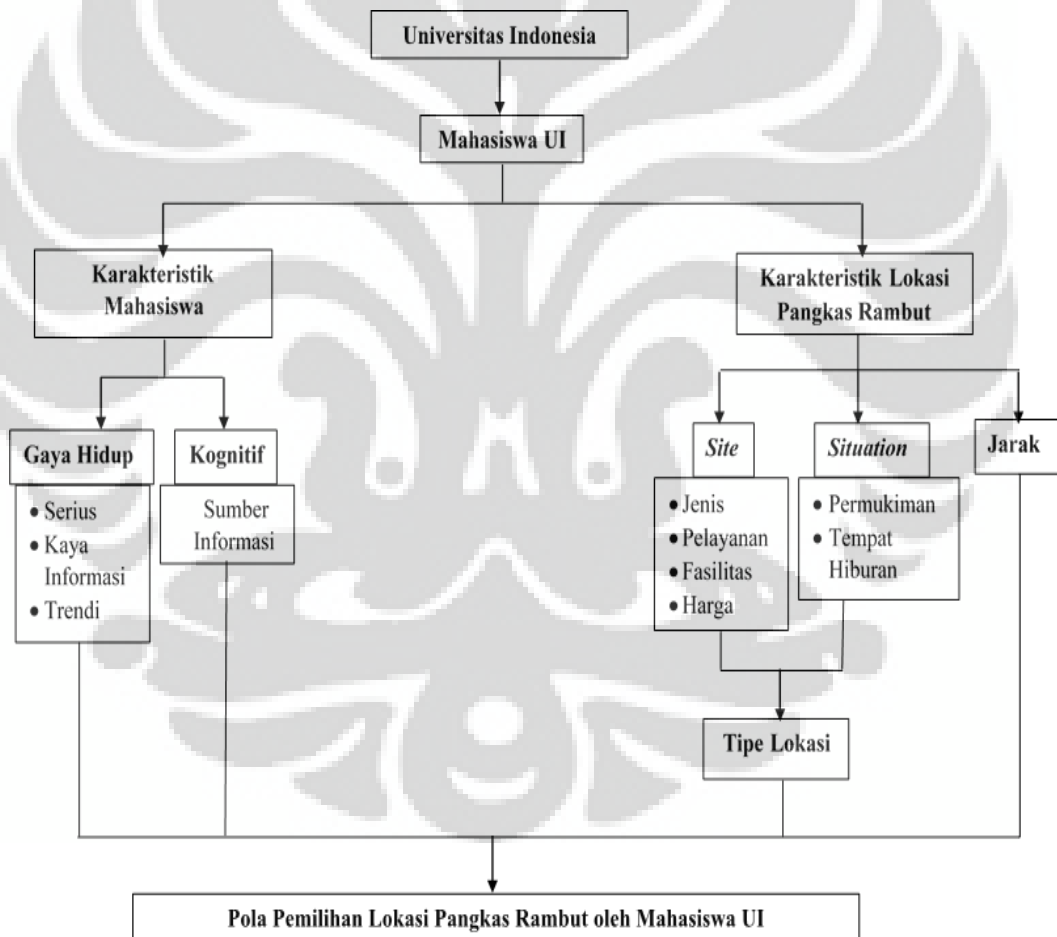 Universitas Indonesia
Mahasiswa UI
Karakteristik
Mahasiswa
Karakteristik Lokasi
Pangkas Rambut
Gaya Hidup
• Serius
• Kaya
Informasi
• Trendi
Kognitif
Sumber
Informasi
Site
• Jenis
• Pelayanan
• Fasilitas
• Harga
Situation
• Permukiman
• Tempat
Hiburan
Jarak
Tipe Lokasi
Pola Pemilihan Lokasi Pangkas Rambut oleh Mahasiswa UI